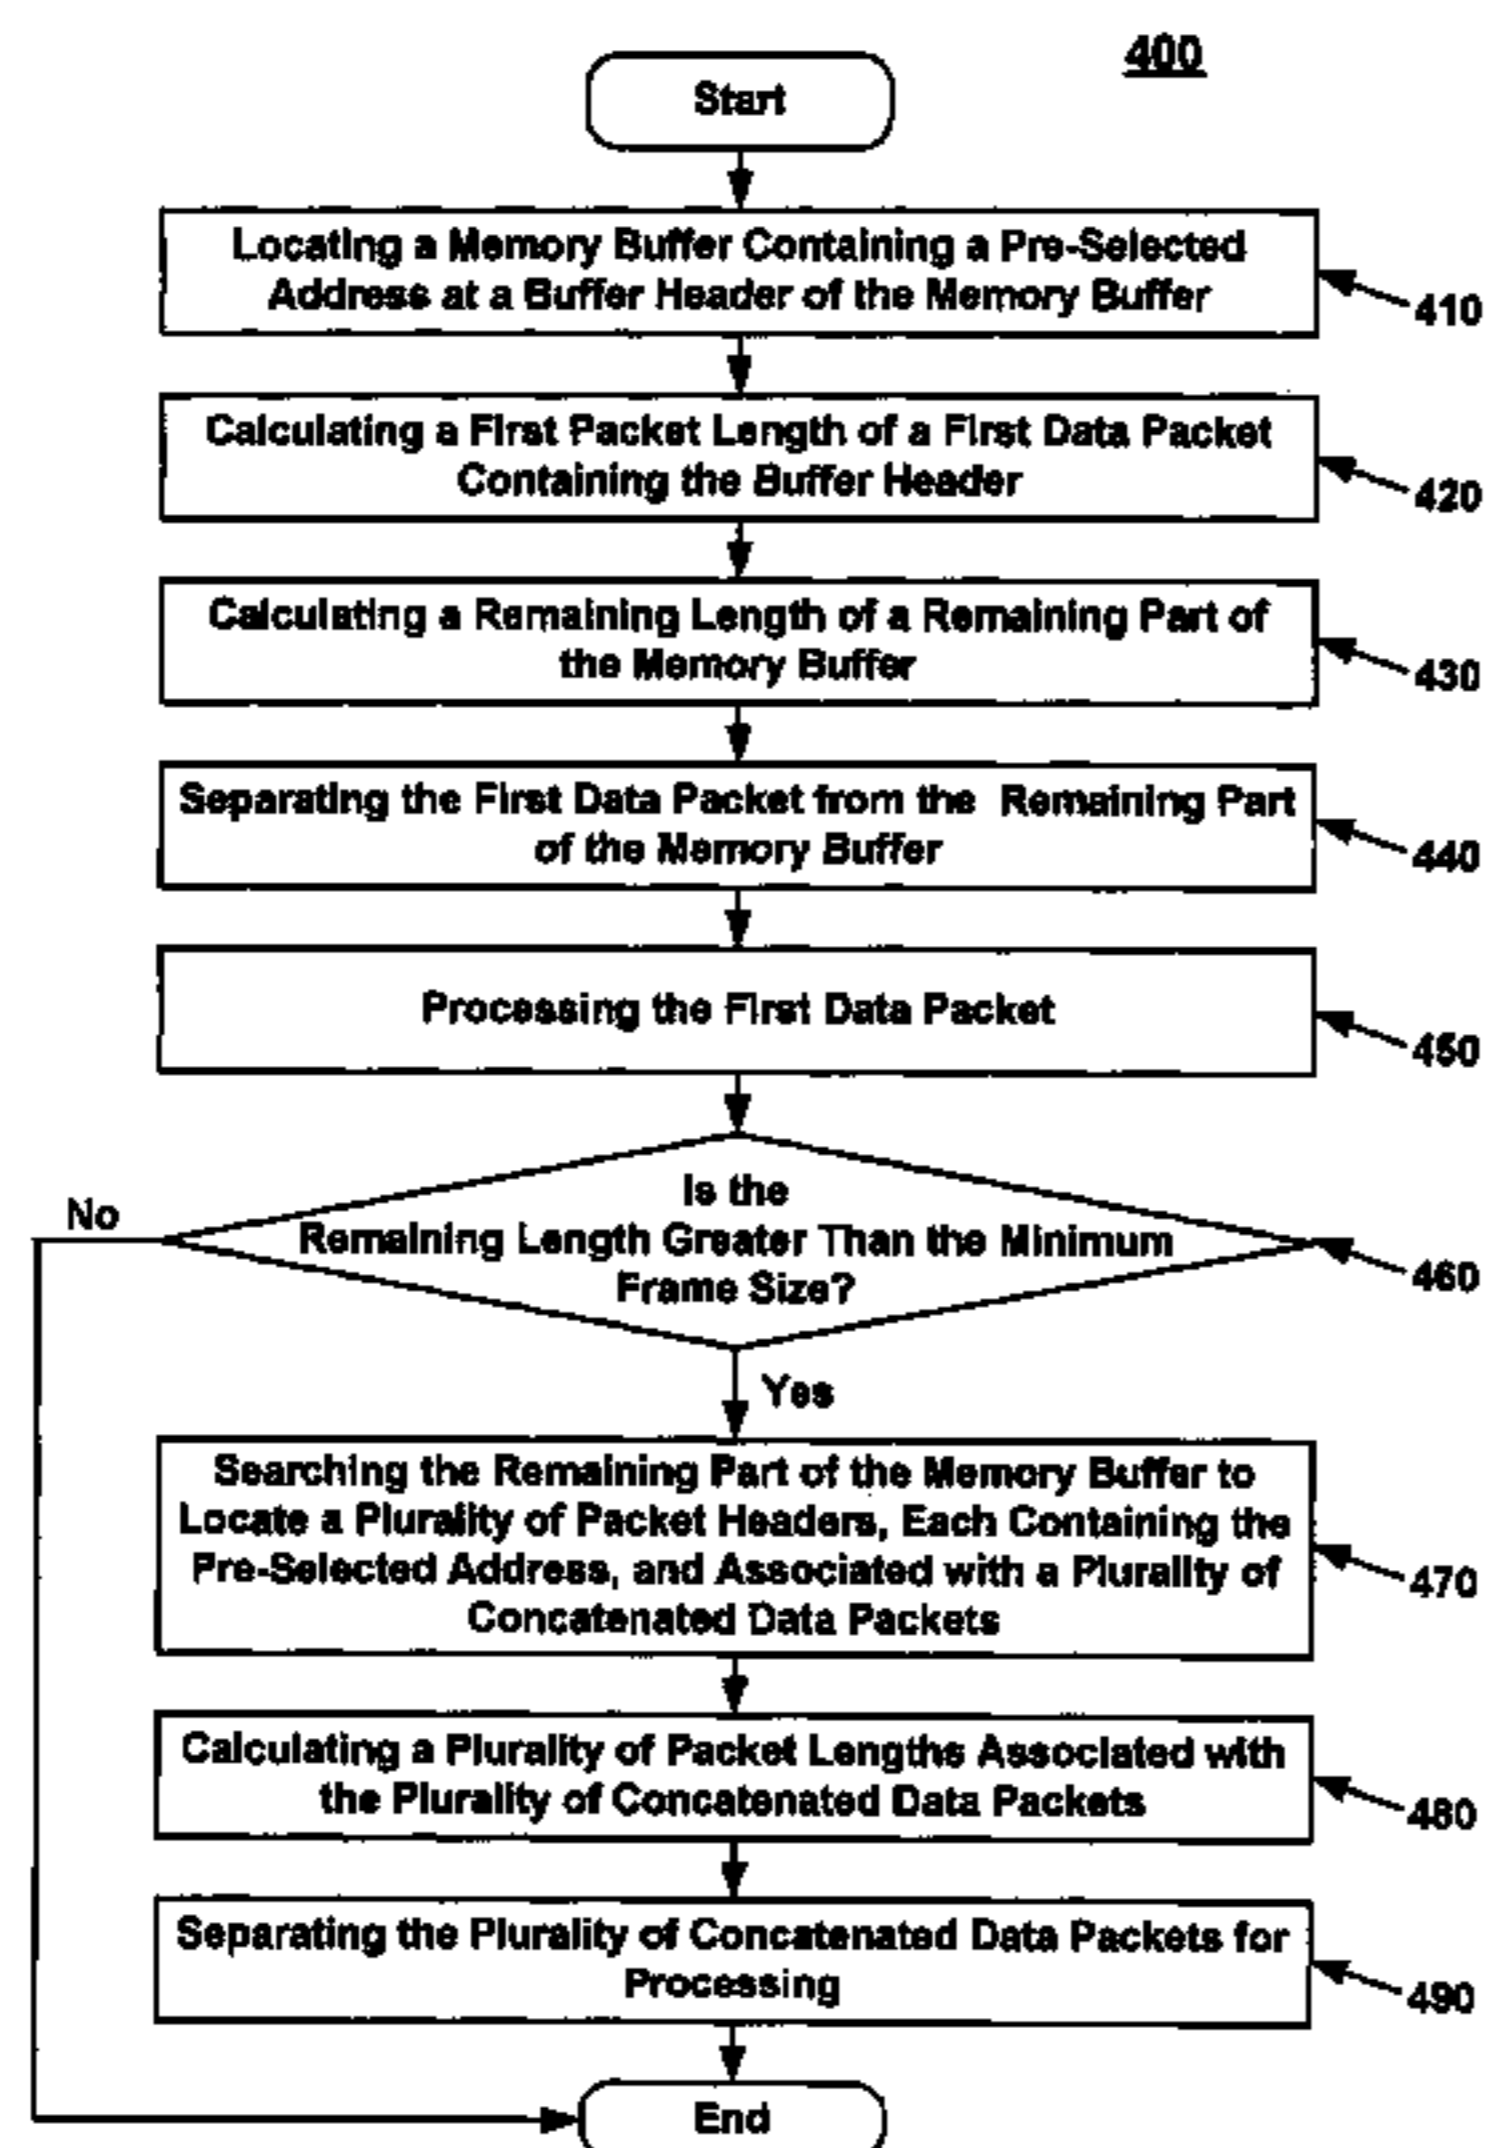 400
Start
Locating a Memory Buffer Containing a Pre-Selected
Address at a Buffer Header of the Memory Buffer
410
Calculating a First Packet Length of a First Data Packet
Containing the Buffer Header
420
Calculating a Remaining Length of a Remaining Part of
the Memory Buffer
430
Separating the First Data Packet from the Remaining Part
of the Memory Buffer
440
Processing the First Data Packet
450
Is the
No
Remaining Length Greater Than the Minimum
Frame Size?
460
Yes
Searching the Remaining Part of the Memory Buffer to
Locate a Plurality of Packet Headers, Each Containing the
Pre-Selected Address, and Associated with a Plurality of
Concatenated Data Packets
470
Calculating a Plurality of Packet Lengths Associated with
the Plurality of Concatenated Data Packets
480
Separating the Plurality of Concatenated Data Packets for
Processing
490
End